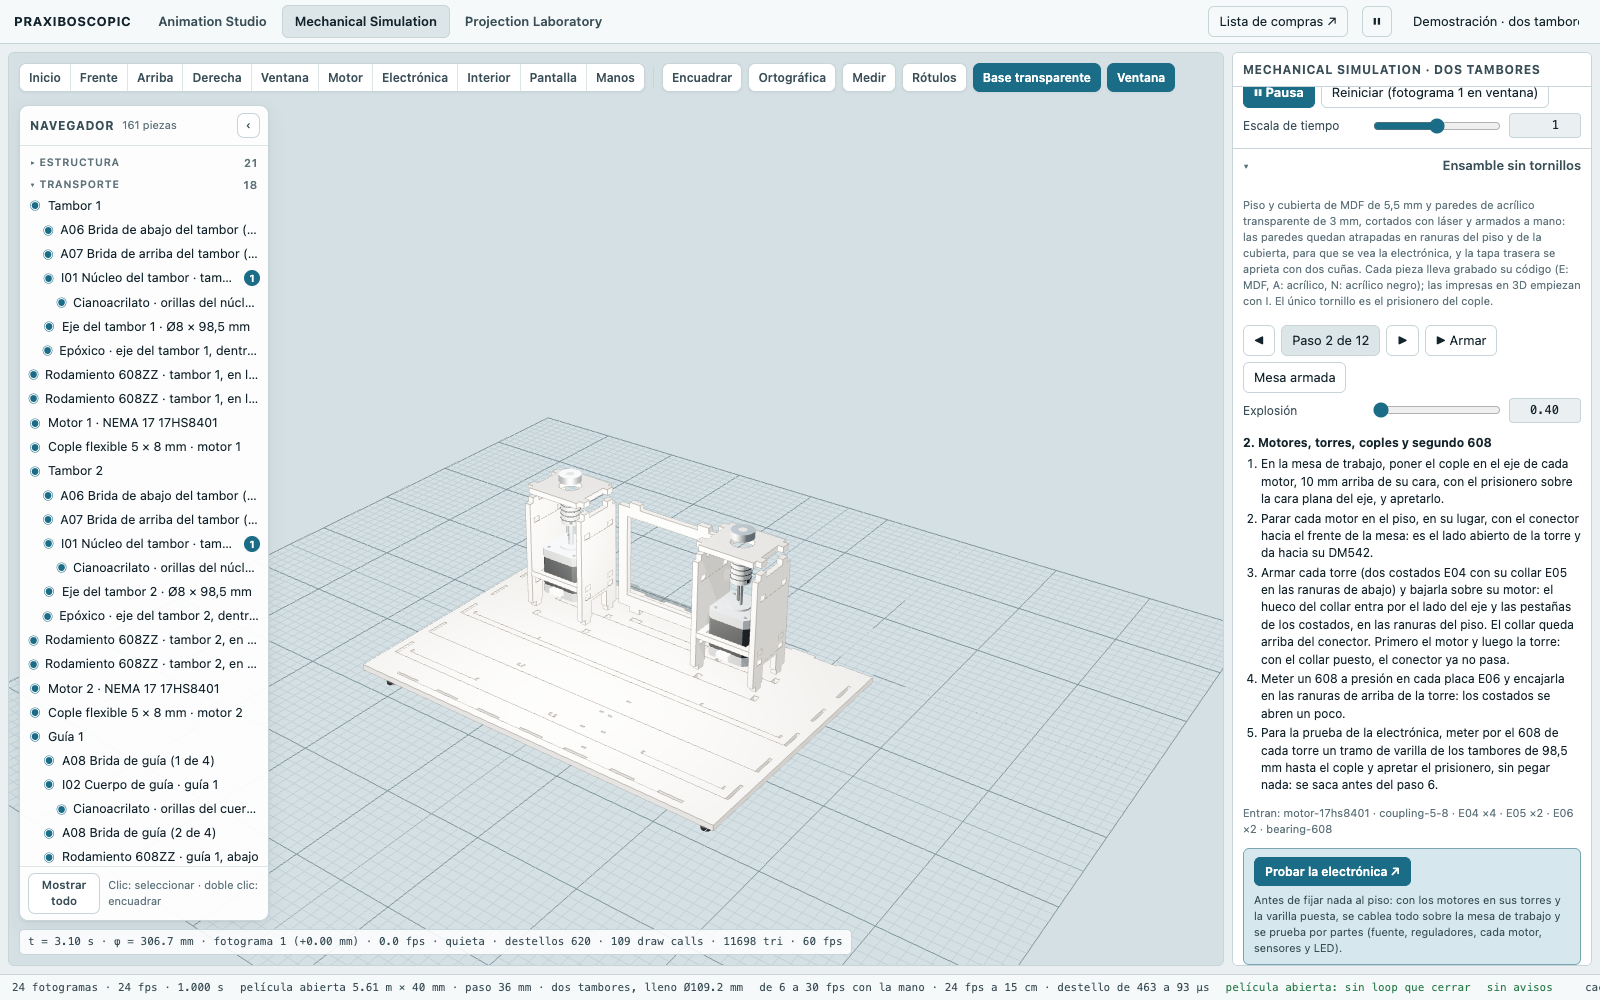 PRAXIBOSCOPIC
Animation Studio
Mechanical Simulation
Projection Laboratory
Lista de compras ↗
Demostración · dos tambor
Inicio
Frente
Arriba
Derecha
Ventana
Motor
Electrónica
Interior
Pantalla
Manos
Encuadrar
Ortográfica
Medir
Rótulos
Base transparente
Ventana
NAVEGADOR 161 piezas
ESTRUCTURA 21
TRANSPORTE 18
Tambor 1
A06 Brida de abajo del tambor (...
A07 Brida de arriba del tambor (...
I01 Núcleo del tambor · tam... 1
Cianoacrilato · orillas del núcl...
Eje del tambor 1 · Ø8 × 98,5 mm
Epóxico · eje del tambor 1, dentr...
Rodamiento 608ZZ · tambor 1, en l...
Rodamiento 608ZZ · tambor 1, en l...
Motor 1 · NEMA 17 17HS8401
Cople flexible 5 × 8 mm · motor 1
Tambor 2
A06 Brida de abajo del tambor (...
A07 Brida de arriba del tambor (...
I01 Núcleo del tambor · tam... 1
Cianoacrilato · orillas del núcl...
Eje del tambor 2 · Ø8 × 98,5 mm
Epóxico · eje del tambor 2, dentr...
Rodamiento 608ZZ · tambor 2, en ...
Rodamiento 608ZZ · tambor 2, en ...
Motor 2 · NEMA 17 17HS8401
Cople flexible 5 × 8 mm · motor 2
Guía 1
A08 Brida de guía (1 de 4)
I02 Cuerpo de guía · guía 1
Cianoacrilato · orillas del cuer...
A08 Brida de guía (2 de 4)
Rodamiento 608ZZ · guía 1, abajo
Mostrar todo
Clic: seleccionar · doble clic:
encuadrar
t = 3.10 s · φ = 306.7 mm · fotograma 1 (+0.00 mm) · 0.0 fps · quieta · destellos 620 · 109 draw calls · 11698 tri · 60 fps
MECHANICAL SIMULATION · DOS TAMBORES
Pausa
Reiniciar (fotograma 1 en ventana)
Escala de tiempo 1
Ensamble sin tornillos
Piso y cubierta de MDF de 5,5 mm y paredes de acrílico
transparente de 3 mm, cortados con láser y armados a mano:
las paredes quedan atrapadas en ranuras del piso y de la
cubierta, para que se vea la electrónica, y la tapa trasera se
aprieta con dos cuñas. Cada pieza lleva grabado su código (E:
MDF, A: acrílico, N: acrílico negro); las impresas en 3D empiezan
con I. El único tornillo es el prisionero del cople.
◀ Paso 2 de 12 ▶ ▶ Armar
Mesa armada
Explosión 0.40
2. Motores, torres, coples y segundo 608
1. En la mesa de trabajo, poner el cople en el eje de cada
motor, 10 mm arriba de su cara, con el prisionero sobre
la cara plana del eje, y apretarlo.
2. Parar cada motor en el piso, en su lugar, con el conector
hacia el frente de la mesa: es el lado abierto de la torre y
da hacia su DM542.
3. Armar cada torre (dos costados E04 con su collar E05
en las ranuras de abajo) y bajarla sobre su motor: el
hueco del collar entra por el lado del eje y las pestañas
de los costados, en las ranuras del piso. El collar queda
arriba del conector. Primero el motor y luego la torre:
con el collar puesto, el conector ya no pasa.
4. Meter un 608 a presión en cada placa E06 y encajarla
en las ranuras de arriba de la torre: los costados se
abren un poco.
5. Para la prueba de la electrónica, meter por el 608 de
cada torre un tramo de varilla de los tambores de 98,5
mm hasta el cople y apretar el prisionero, sin pegar
nada: se saca antes del paso 6.
Entran: motor-17hs8401 · coupling-5-8 · E04 ×4 · E05 ×2 · E06
×2 · bearing-608
Probar la electrónica ↗
Antes de fijar nada al piso: con los motores en sus torres y
la varilla puesta, se cablea todo sobre la mesa de trabajo y
se prueba por partes (fuente, reguladores, cada motor,
sensores y LED).
24 fotogramas · 24 fps · 1.000 s película abierta 5.61 m × 40 mm · paso 36 mm · dos tambores, lleno Ø109.2 mm de 6 a 30 fps con la mano · 24 fps a 15 cm · destello de 463 a 93 µs película abierta: sin loop que cerrar sin avisos